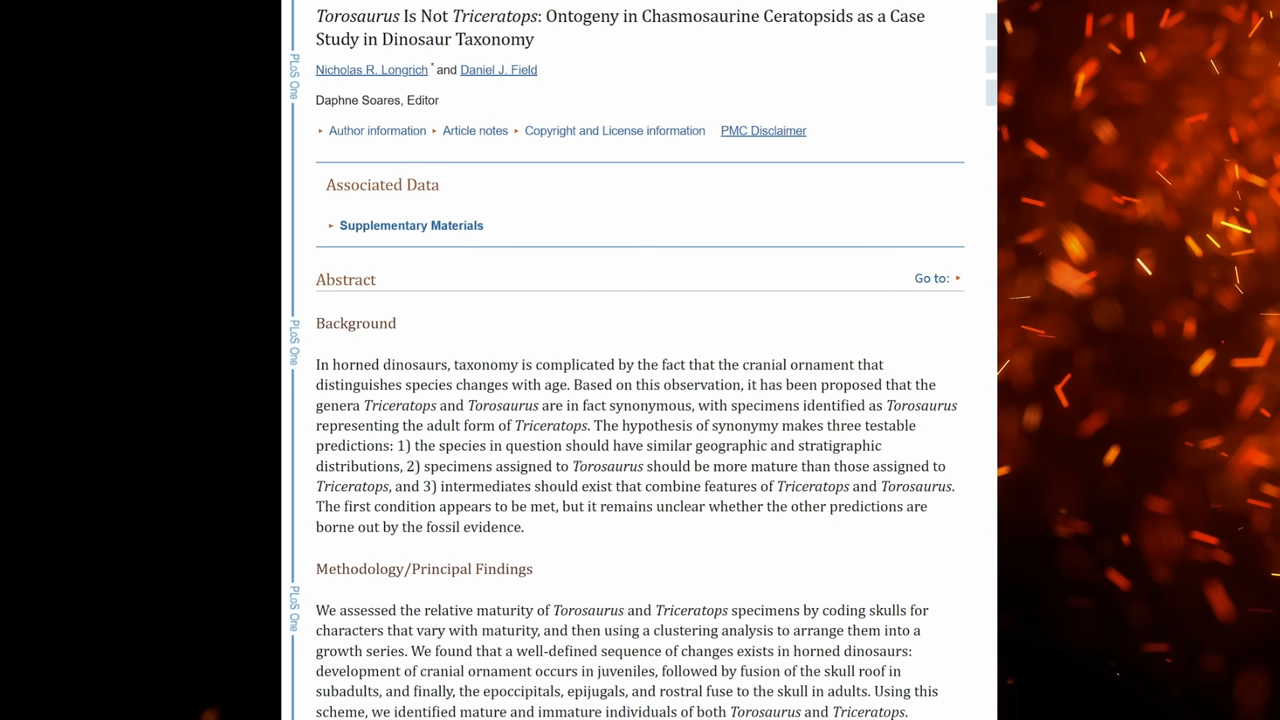 Torosaurus Is Not Triceratops: Ontogeny in Chasmosaurine Ceratopsids as a Case
Study in Dinosaur Taxonomy
Nicholas R. Longrich * and Daniel J. Field
Daphne Soares, Editor
▸ Author information ▸ Article notes ▸ Copyright and License information PMC Disclaimer
Associated Data
▸ Supplementary Materials
Abstract
Go to: ▸
Background
In horned dinosaurs, taxonomy is complicated by the fact that the cranial ornament that
distinguishes species changes with age. Based on this observation, it has been proposed that the
genera Triceratops and Torosaurus are in fact synonymous, with specimens identified as Torosaurus
representing the adult form of Triceratops. The hypothesis of synonymy makes three testable
predictions: 1) the species in question should have similar geographic and stratigraphic
distributions, 2) specimens assigned to Torosaurus should be more mature than those assigned to
Triceratops, and 3) intermediates should exist that combine features of Triceratops and Torosaurus.
The first condition appears to be met, but it remains unclear whether the other predictions are
borne out by the fossil evidence.
Methodology/Principal Findings
We assessed the relative maturity of Torosaurus and Triceratops specimens by coding skulls for
characters that vary with maturity, and then using a clustering analysis to arrange them into a
growth series. We found that a well-defined sequence of changes exists in horned dinosaurs:
development of cranial ornament occurs in juveniles, followed by fusion of the skull roof in
subadults, and finally, the epoccipitals, epijugals, and rostral fuse to the skull in adults. Using this
scheme, we identified mature and immature individuals of both Torosaurus and Triceratops.
PLoS One
PLoS One
PLoS One